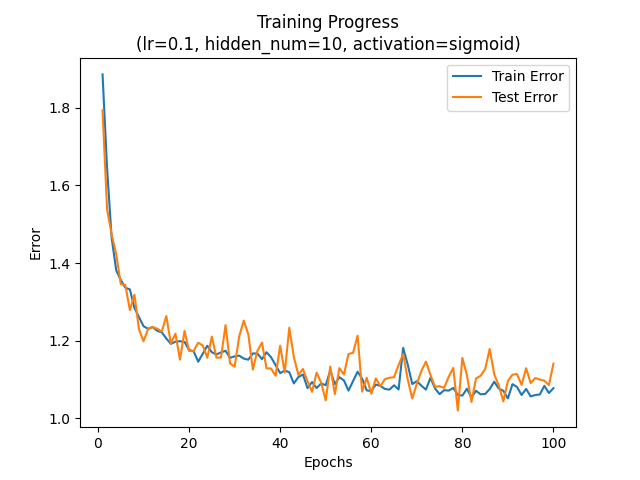 Training Progress
(lr=0.1, hidden_num=10, activation=sigmoid)
Train Error
Test Error
1.8
1.6
1.4
1.2
1.0
Error
0
20
40
60
80
100
Epochs